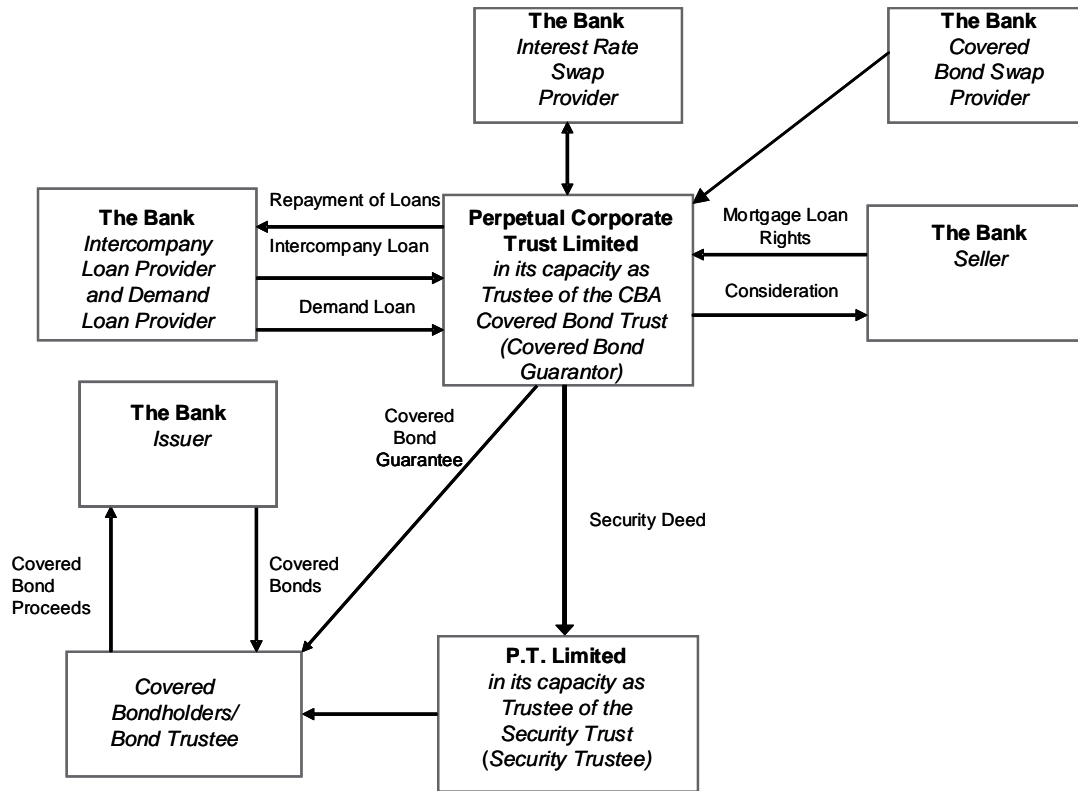 The Bank
Interest Rate
Swap
Provider
The Bank
Covered
Bond Swap
Provider
The Bank
Intercompany
Loan Provider
and Demand
Loan Provider
Repayment of Loans
Intercompany Loan
Demand Loan
Perpetual Corporate
Trust Limited
in its capacity as
Trustee of the CBA
Covered Bond Trust
(Covered Bond
Guarantor)
Mortgage Loan
Rights
Consideration
The Bank
Seller
The Bank
Issuer
Covered
Bond
Guarantee
Security Deed
Covered
Bond
Proceeds
Covered
Bonds
Covered
Bondholders/
Bond Trustee
P.T. Limited
in its capacity as
Trustee of the
Security Trust
(Security Trustee)